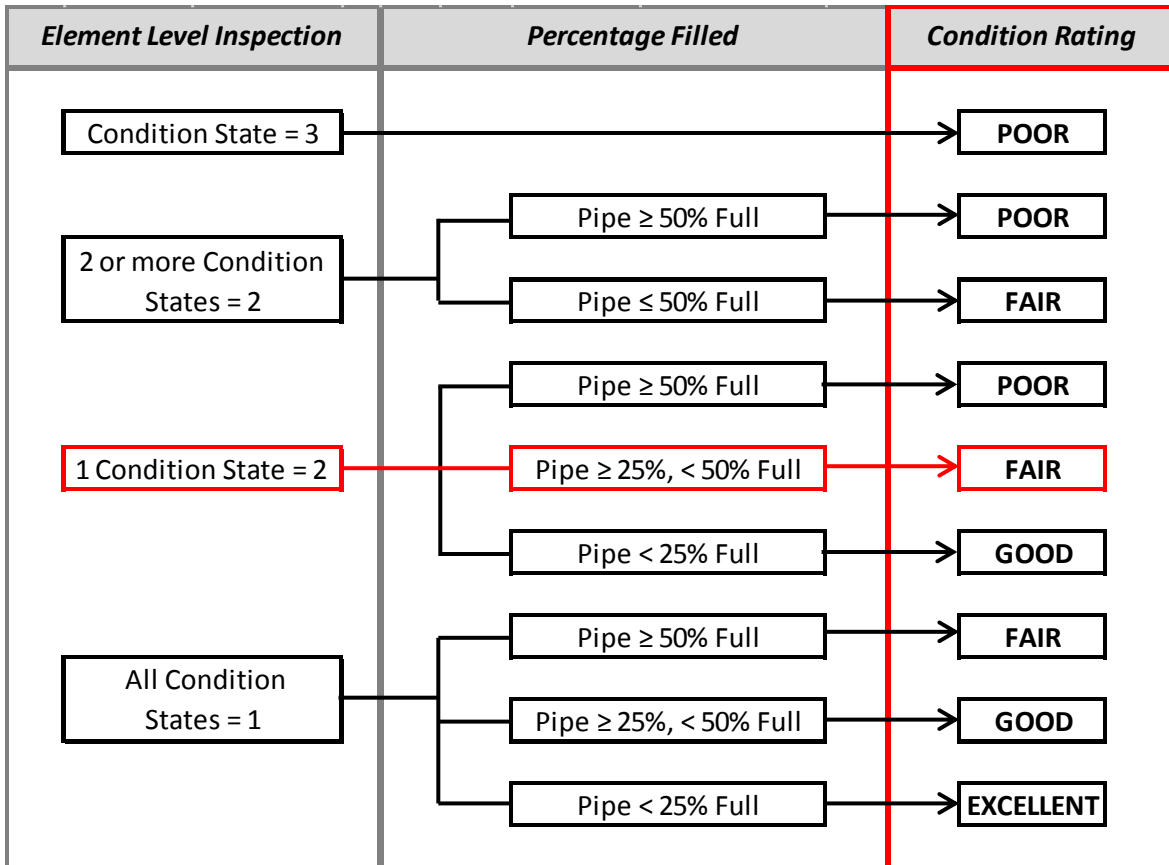 Element Level Inspection
Percentage Filled
Condition Rating
Condition State = 3
POOR
2 or more Condition
States = 2
Pipe ≥ 50% Full
POOR
Pipe ≤ 50% Full
FAIR
1 Condition State = 2
Pipe ≥ 50% Full
POOR
Pipe ≥ 25%, < 50% Full
FAIR
Pipe < 25% Full
GOOD
All Condition
States = 1
Pipe ≥ 50% Full
FAIR
Pipe ≥ 25%, < 50% Full
GOOD
Pipe < 25% Full
EXCELLENT